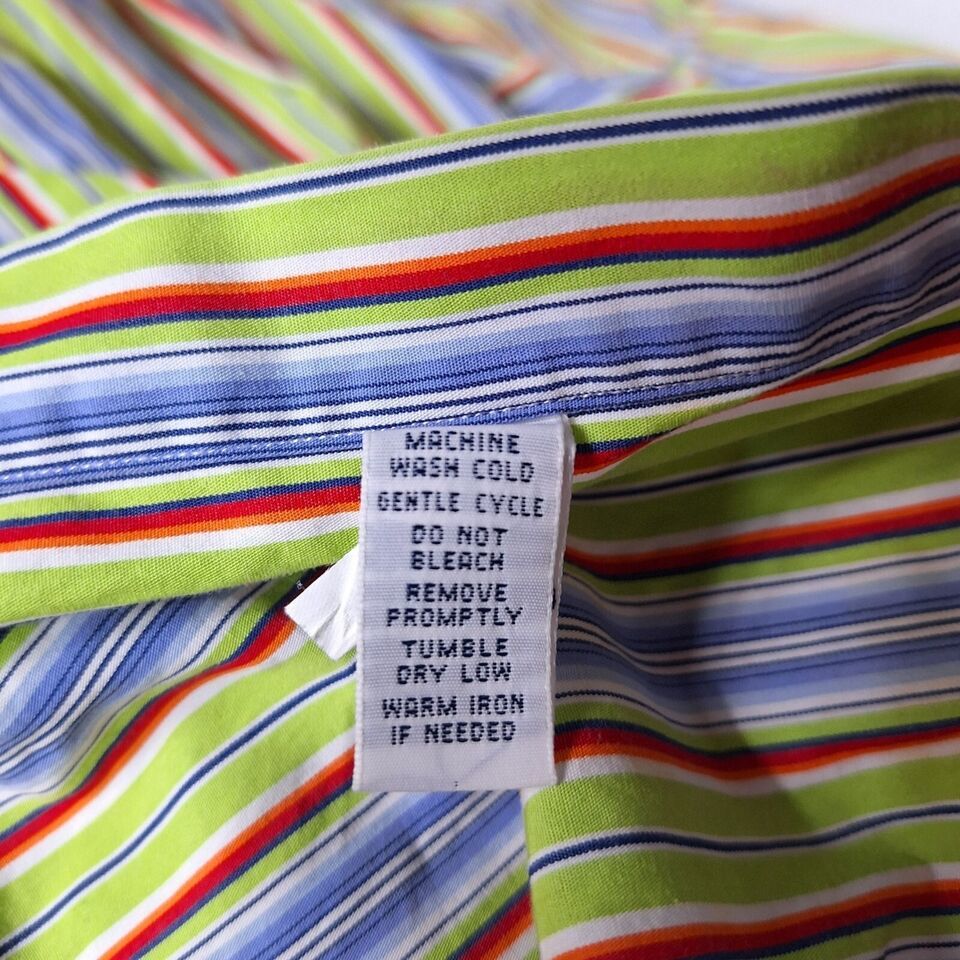 MACHINE
WASH COLD
GENTLE CYCLE
DO NOT
BLEACH
REMOVE
PROMPTLY
TUMBLE
DRY LOW
WARM IRON
IF NEEDED